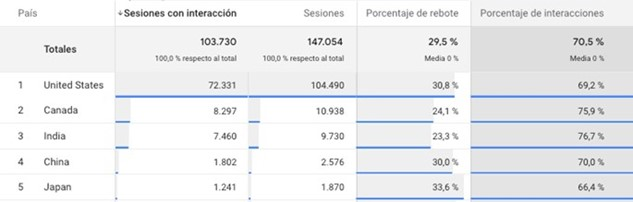 País ↓Sesiones con interacción Sesiones Porcentaje de rebote Porcentaje de interacciones
Totales 103.730 147.054 29,5 % 70,5 %
100,0 % respecto al total 100,0 % respecto al total Media 0 % Media 0 %
1 United States 72.331 104.490 30,8 % 69,2 %
2 Canada 8.297 10.938 24,1 % 75,9 %
3 India 7.460 9.730 23,3 % 76,7 %
4 China 1.802 2.576 30,0 % 70,0 %
5 Japan 1.241 1.870 33,6 % 66,4 %